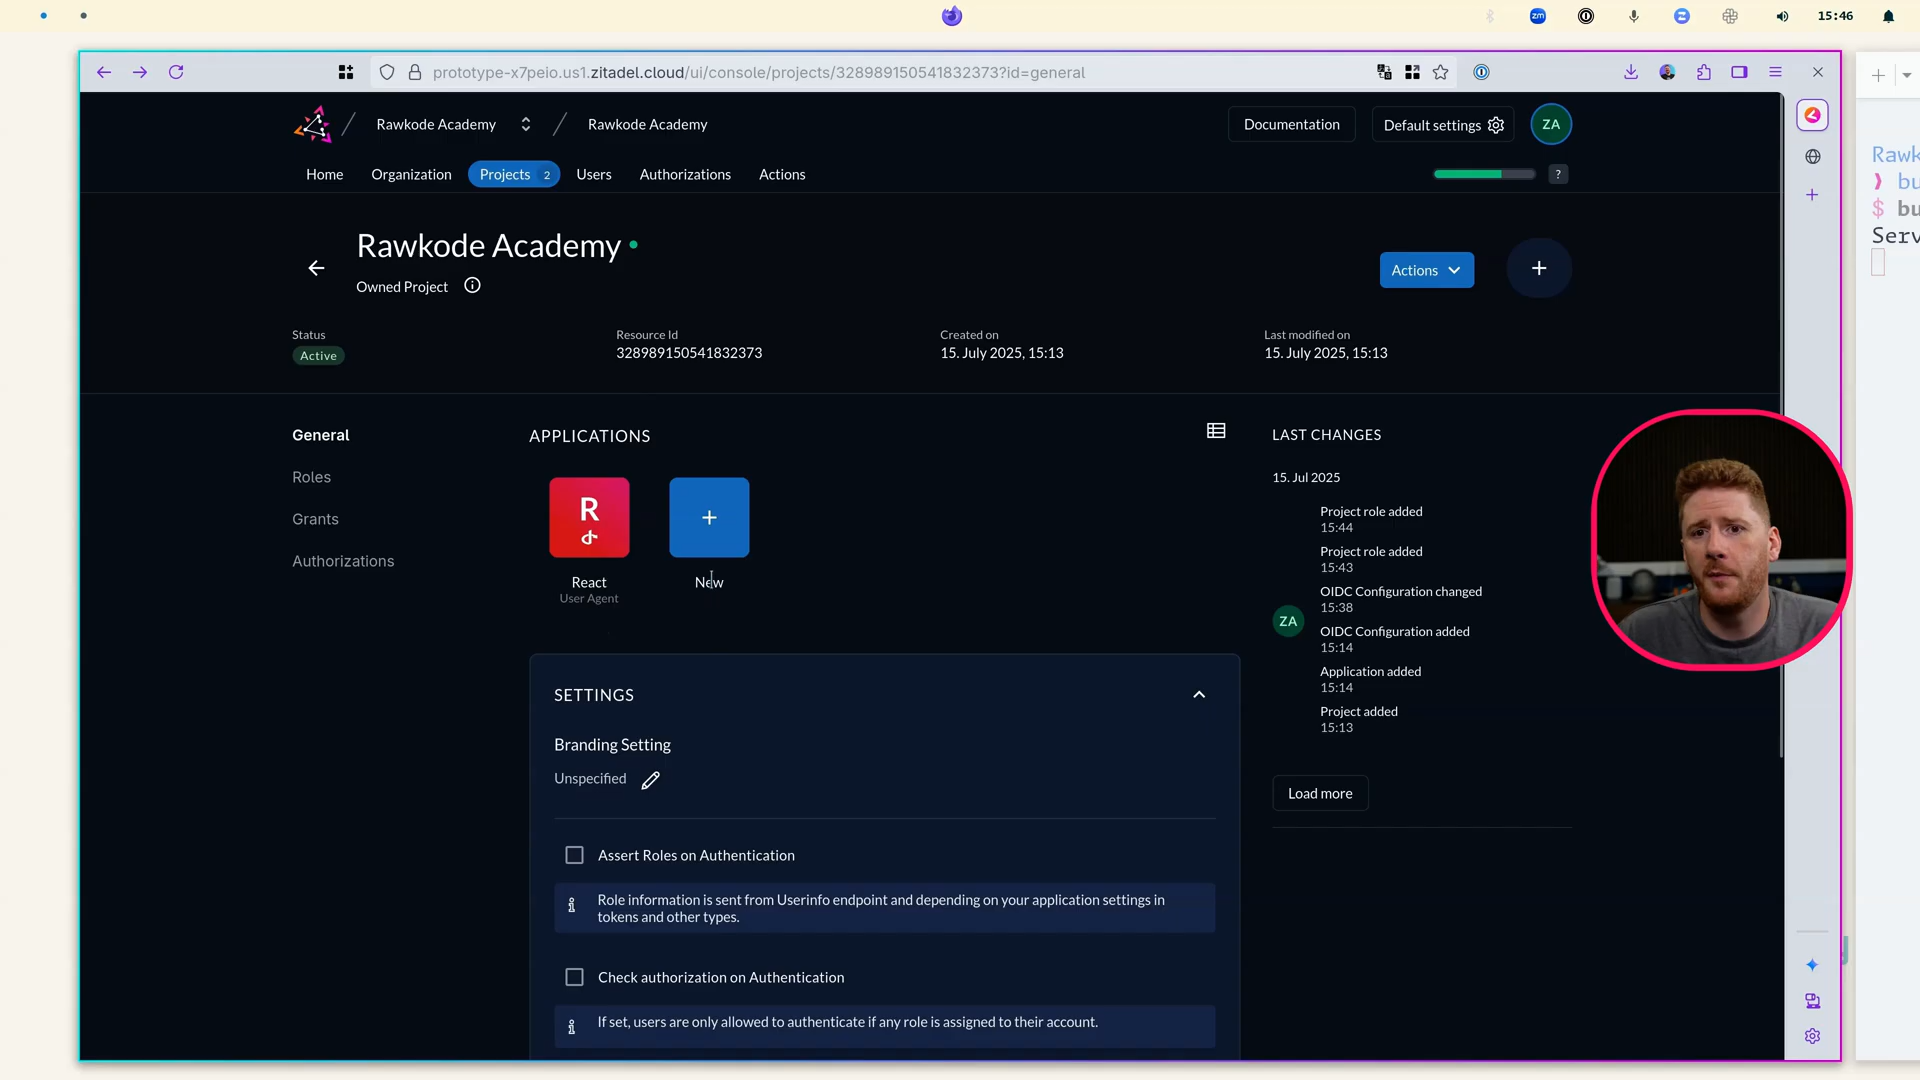 zm
15:46
prototype-x7peio.us1.zitadel.cloud/ui/console/projects/328989150541832373?id=general
Rawkode Academy
Rawkode Academy
Documentation
Default settings
ZA
Home
Organization
Projects 2
Users
Authorizations
Actions
?
Rawkode Academy
Owned Project
Actions
Status
Active
Resource Id
328989150541832373
Created on
15. July 2025, 15:13
Last modified on
15. July 2025, 15:13
General
Roles
Grants
Authorizations
APPLICATIONS
R
React
User Agent
New
SETTINGS
Branding Setting
Unspecified
Assert Roles on Authentication
Role information is sent from Userinfo endpoint and depending on your application settings in
tokens and other types.
Check authorization on Authentication
If set, users are only allowed to authenticate if any role is assigned to their account.
LAST CHANGES
15. Jul 2025
ZA
Project role added
15:44
Project role added
15:43
OIDC Configuration changed
15:38
OIDC Configuration added
15:14
Application added
15:14
Project added
15:13
Load more
Rawk
❯ bu
$ bu
Serv